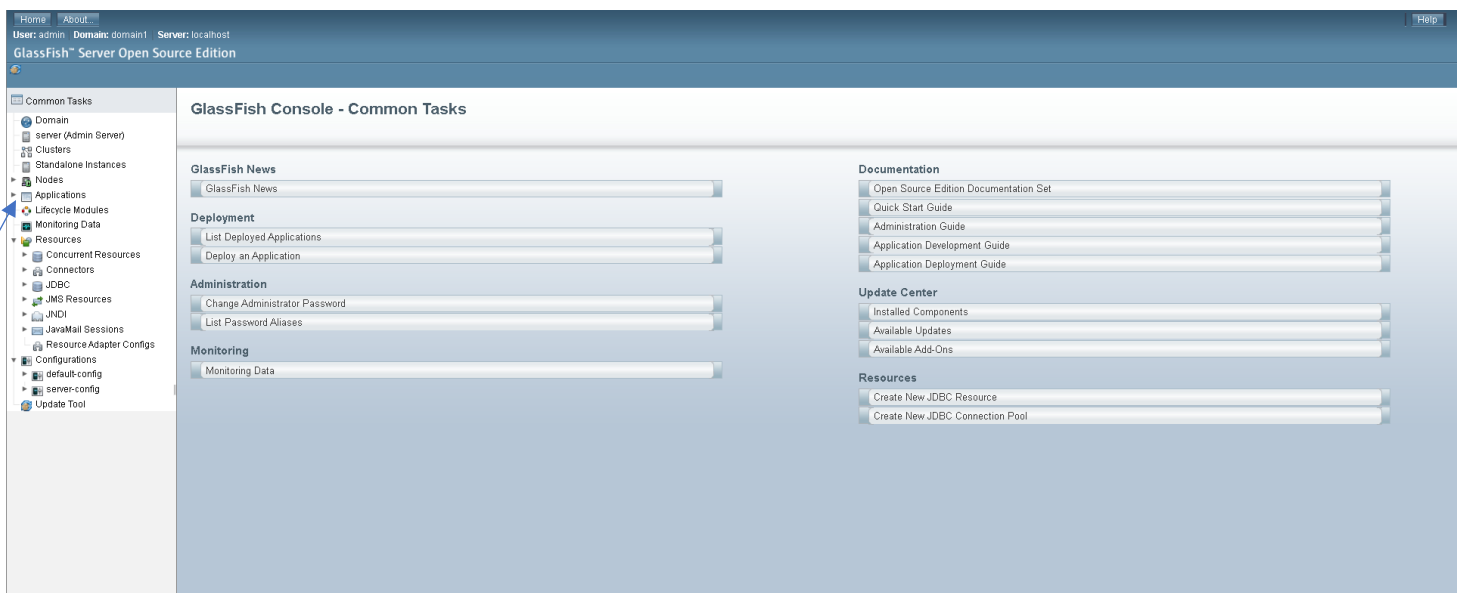 Home About...
Help
User: admin Domain: domain1 Server: localhost
GlassFish™ Server Open Source Edition
Common Tasks
Domain
server (Admin Server)
Clusters
Standalone Instances
Nodes
Applications
Lifecycle Modules
Monitoring Data
Resources
Concurrent Resources
Connectors
JDBC
JMS Resources
JNDI
JavaMail Sessions
Resource Adapter Configs
Configurations
default-config
server-config
Update Tool
GlassFish Console - Common Tasks
GlassFish News
GlassFish News
Deployment
List Deployed Applications
Deploy an Application
Administration
Change Administrator Password
List Password Aliases
Monitoring
Monitoring Data
Documentation
Open Source Edition Documentation Set
Quick Start Guide
Administration Guide
Application Development Guide
Application Deployment Guide
Update Center
Installed Components
Available Updates
Available Add-Ons
Resources
Create New JDBC Resource
Create New JDBC Connection Pool